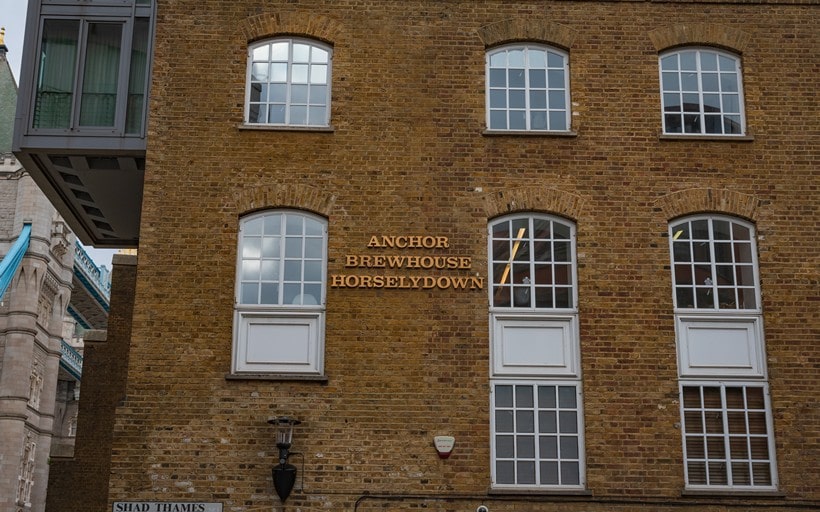 ANCHOR
BREWHOUSE
HORSELYDOWN
SHAD THAMES